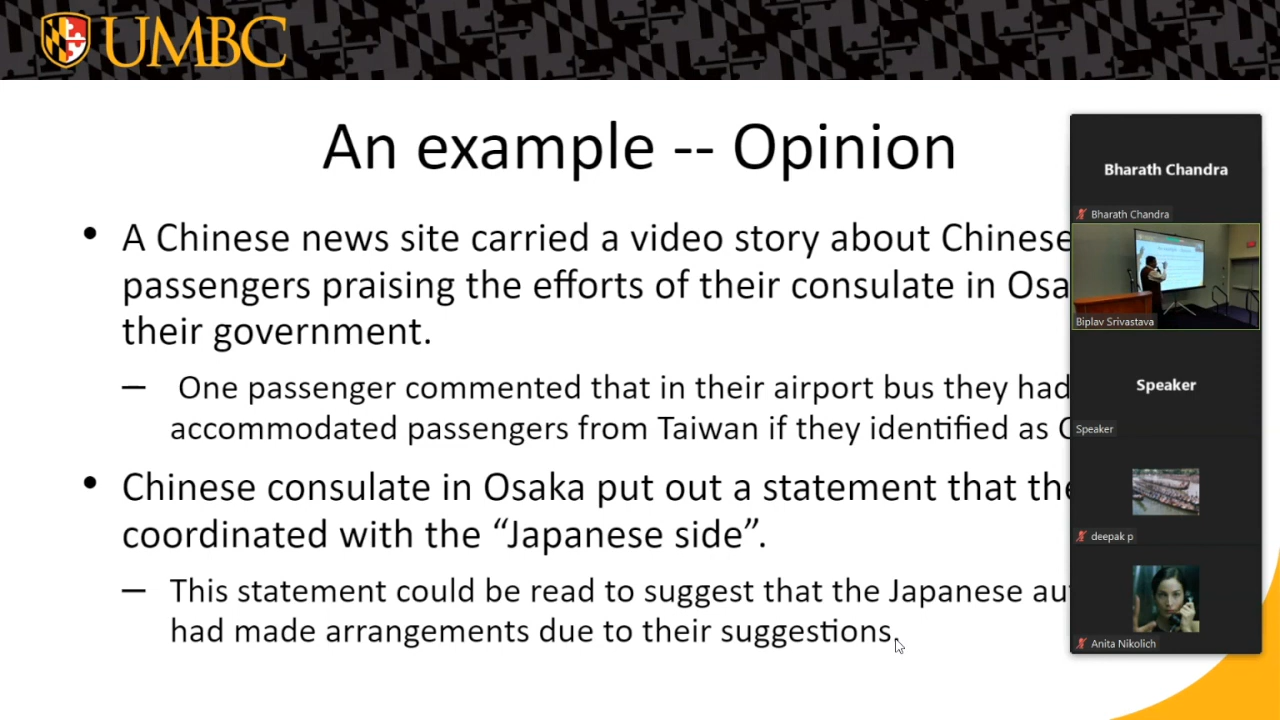 UMBC
An example -- Opinion
• A Chinese news site carried a video story about Chinese
passengers praising the efforts of their consulate in Osa
their government.
– One passenger commented that in their airport bus they had
accommodated passengers from Taiwan if they identified as C
• Chinese consulate in Osaka put out a statement that the
coordinated with the “Japanese side”.
– This statement could be read to suggest that the Japanese au
had made arrangements due to their suggestions.
Bharath Chandra
Bharath Chandra
Biplav Srivastava
Speaker
Speaker
deepak p
Anita Nikolich